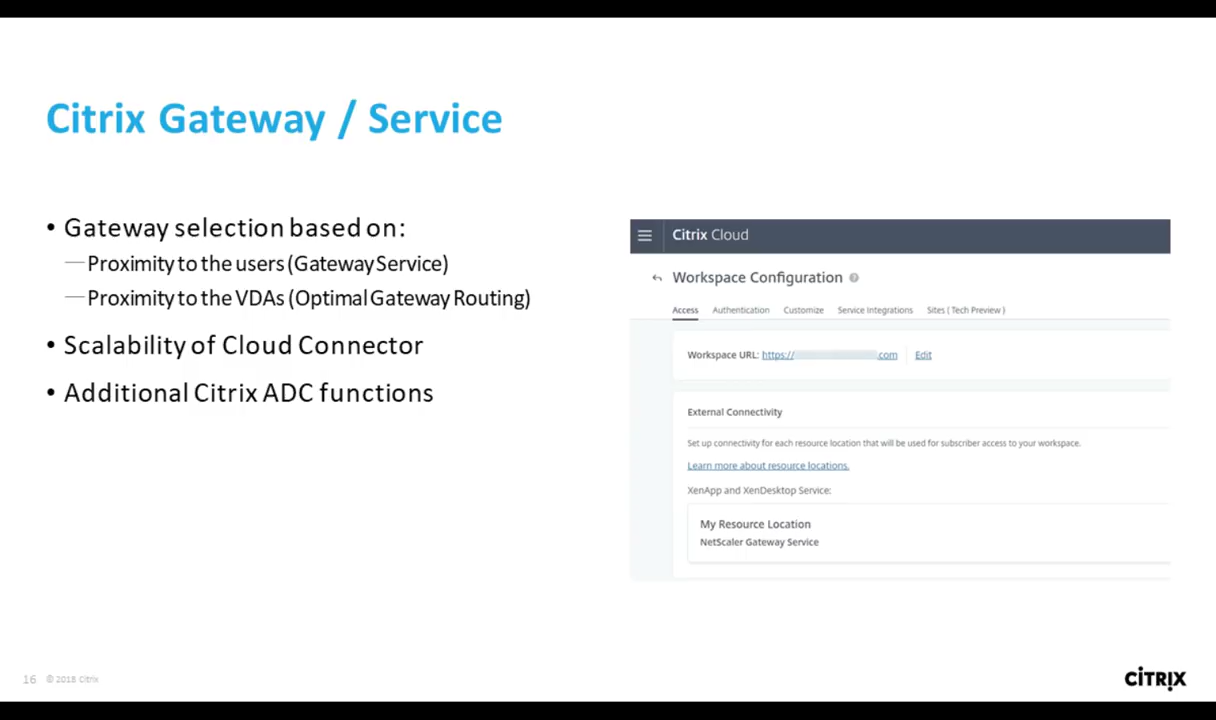 Citrix Gateway / Service
• Gateway selection based on:
— Proximity to the users (Gateway Service)
— Proximity to the VDAs (Optimal Gateway Routing)
• Scalability of Cloud Connector
• Additional Citrix ADC functions
Citrix Cloud
Workspace Configuration ?
Access Authentication Customize Service Integrations Sites ( Tech Preview )
Workspace URL: https:// .com Edit
External Connectivity
Set up connectivity for each resource location that will be used for subscriber access to your workspace.
Learn more about resource locations.
XenApp and XenDesktop Service:
My Resource Location
NetScaler Gateway Service
16 © 2018 Citrix
CiTRIX